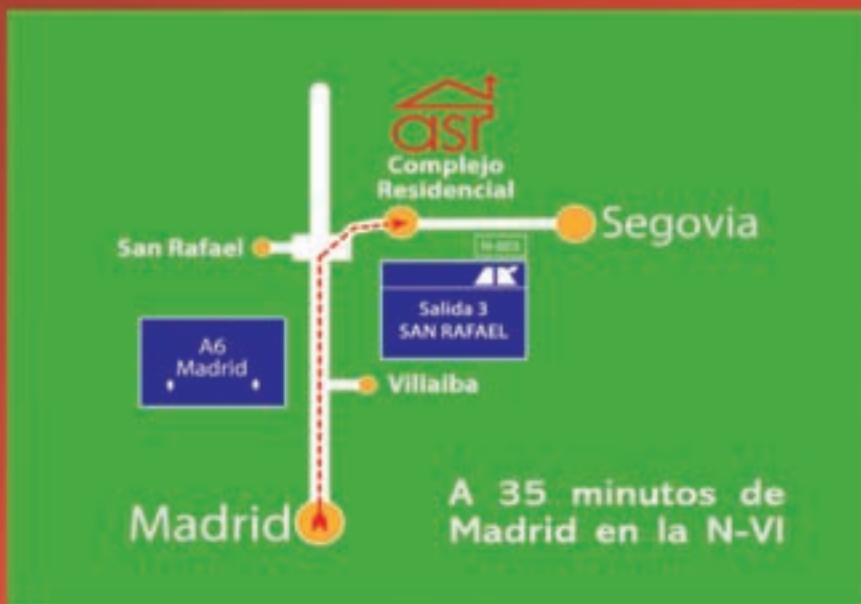 asr
Complejo
Residencial
San Rafael
Segovia
Salida 3
SAN RAFAEL
A6
Madrid
Villalba
Madrid
A 35 minutos de
Madrid en la N-VI